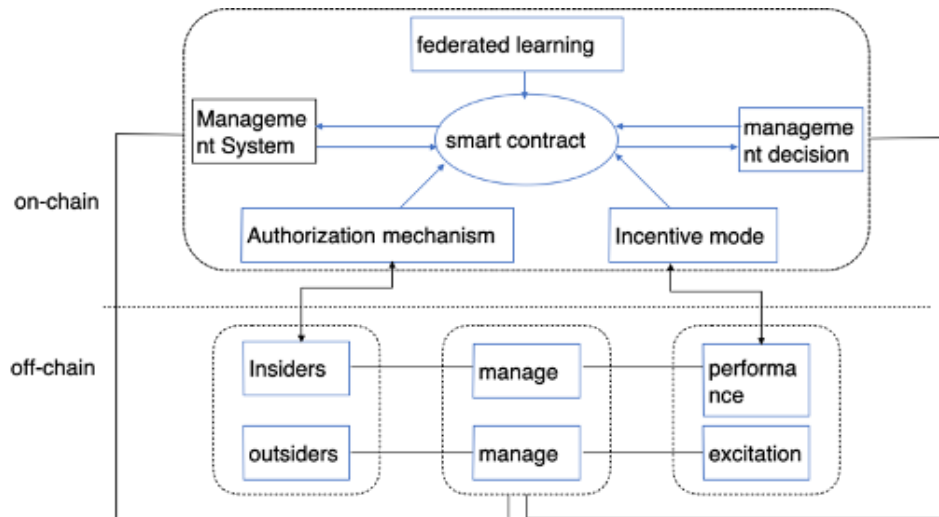 federated learning
Manageme
nt System
smart contract
manageme
nt decision
on-chain
Authorization mechanism
Incentive mode
off-chain
Insiders
manage
performa
nce
outsiders
manage
excitation